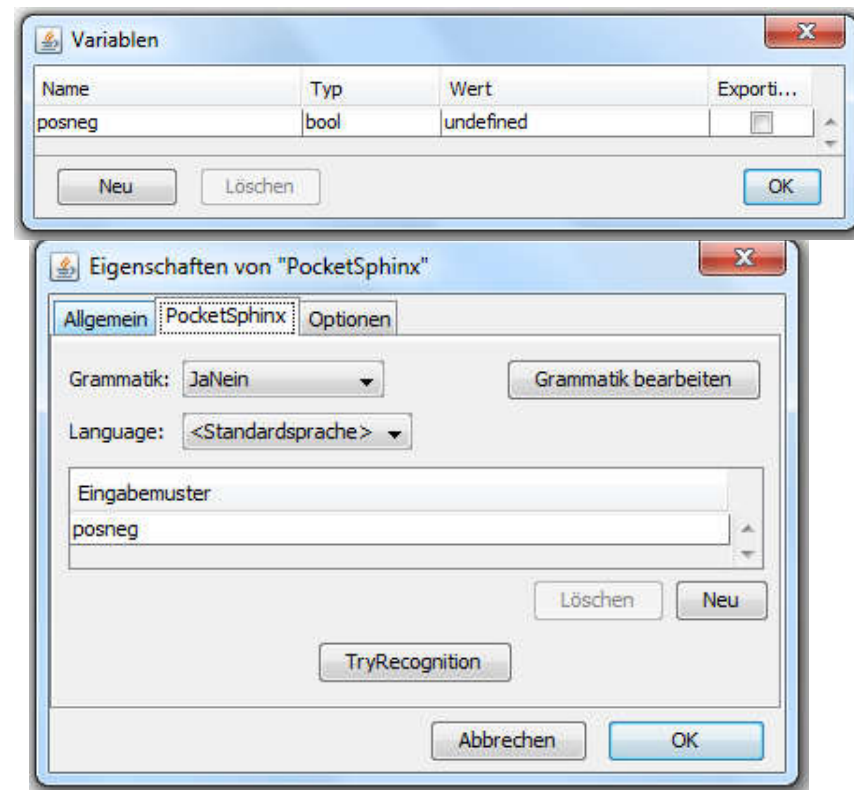 Variablen
Name Typ Wert Exporti...
posneg bool undefined
Neu Löschen OK
Eigenschaften von "PocketSphinx"
Allgemein PocketSphinx Optionen
Grammatik: JaNein Grammatik bearbeiten
Language: <Standardsprache>
Eingabemuster
posneg
Löschen Neu
TryRecognition
Abbrechen OK